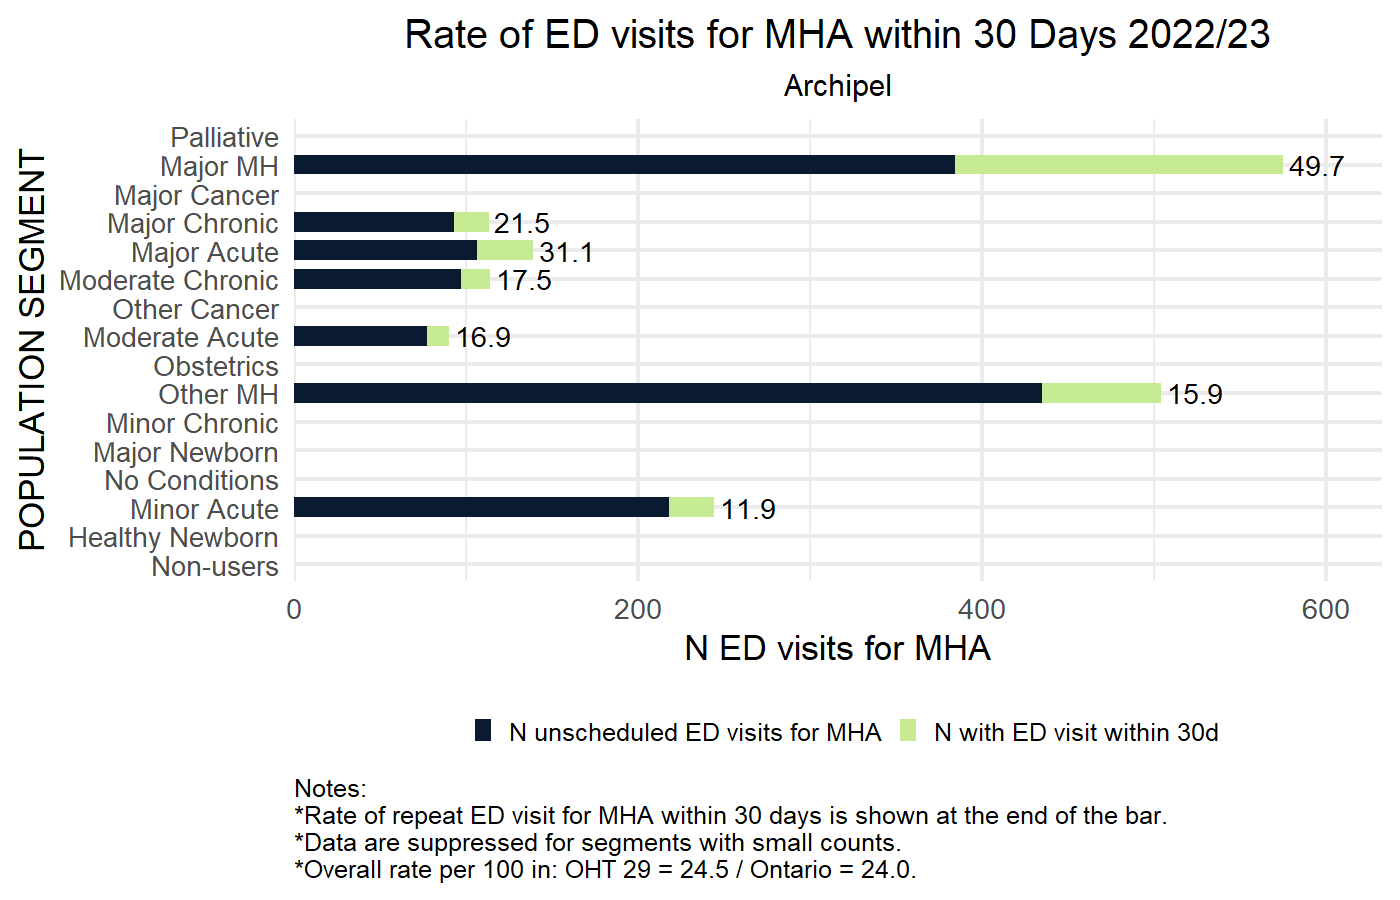 Rate of ED visits for MHA within 30 Days 2022/23
Archipel
POPULATION SEGMENT
Palliative
Major MH 49.7
Major Cancer
Major Chronic 21.5
Major Acute 31.1
Moderate Chronic 17.5
Other Cancer
Moderate Acute 16.9
Obstetrics
Other MH 15.9
Minor Chronic
Major Newborn
No Conditions
Minor Acute 11.9
Healthy Newborn
Non-users
0 200 400 600
N ED visits for MHA
N unscheduled ED visits for MHA N with ED visit within 30d
Notes:
*Rate of repeat ED visit for MHA within 30 days is shown at the end of the bar.
*Data are suppressed for segments with small counts.
*Overall rate per 100 in: OHT 29 = 24.5 / Ontario = 24.0.